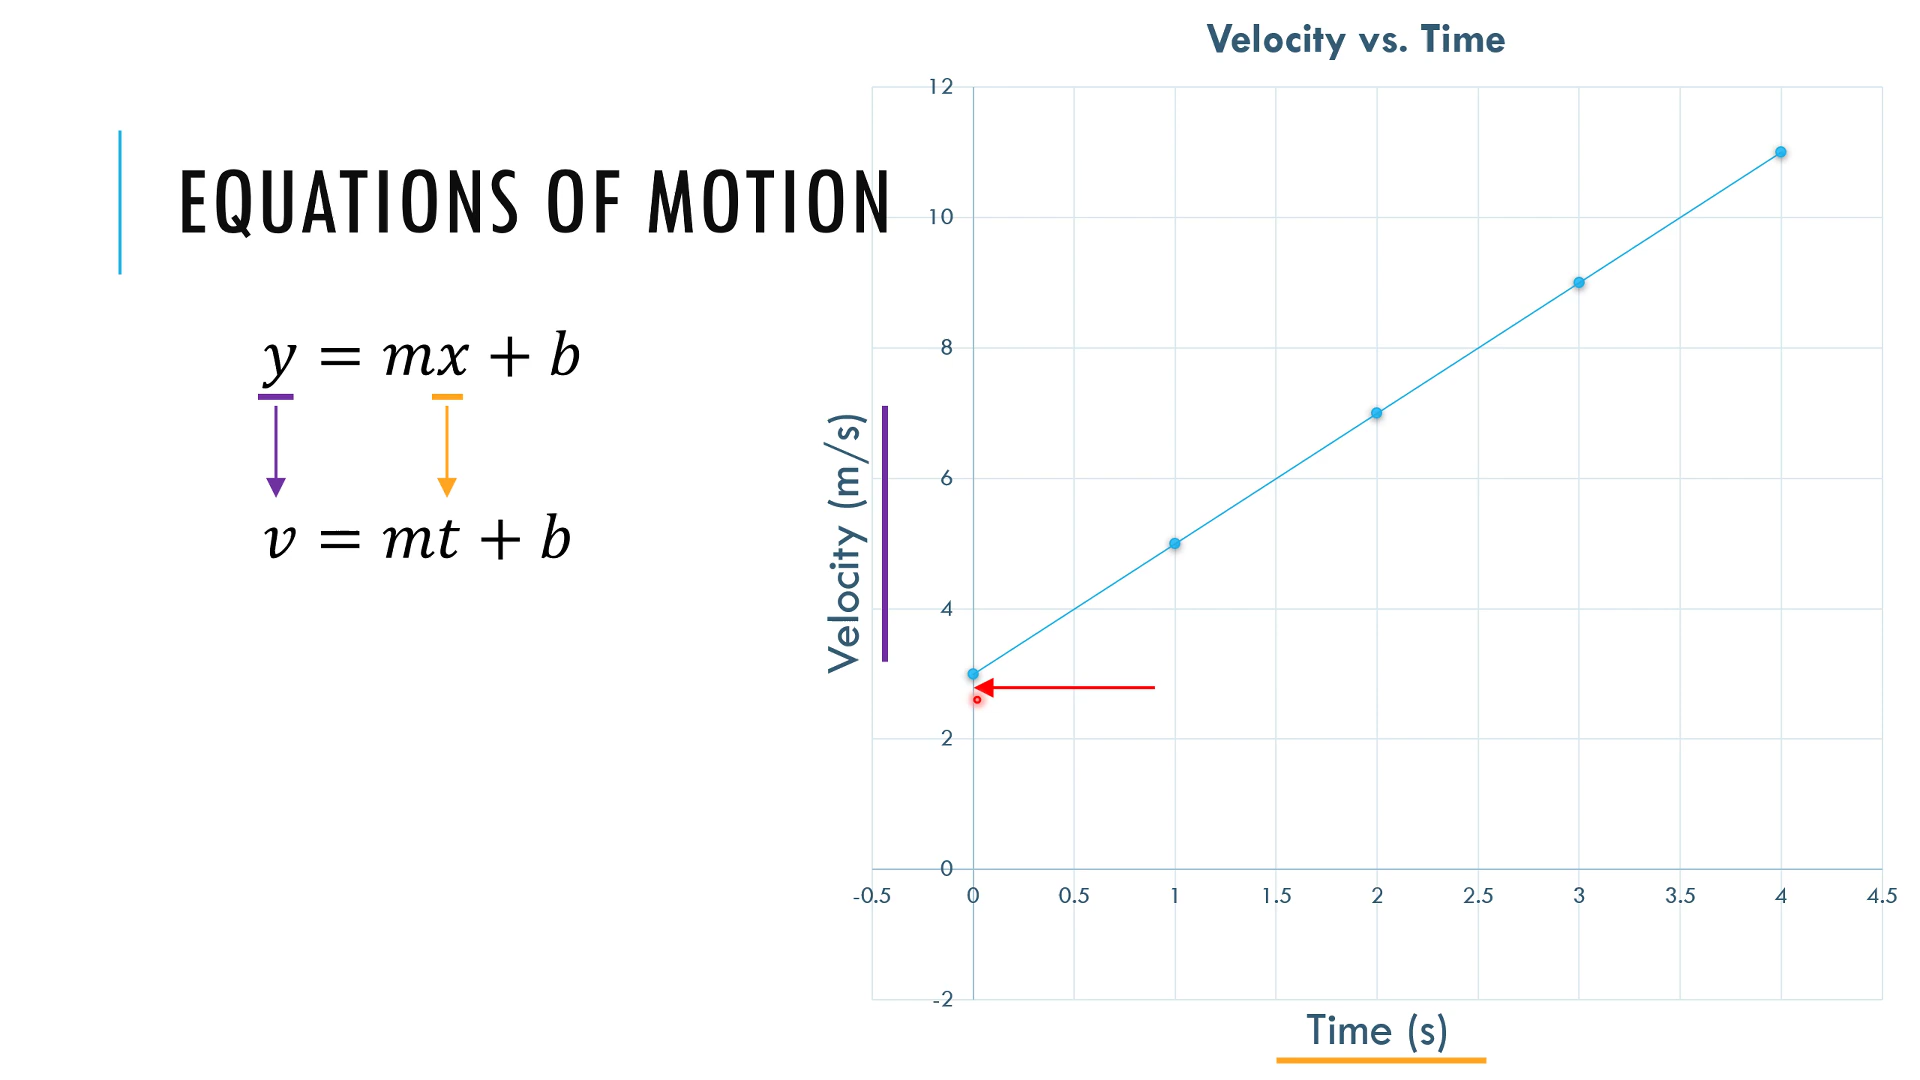 EQUATIONS OF MOTION
y = mx + b
v = mt + b
Velocity vs. Time
12
10
8
6
4
2
0
-2
Velocity (m/s)
-0.5 0 0.5 1 1.5 2 2.5 3 3.5 4 4.5
Time (s)